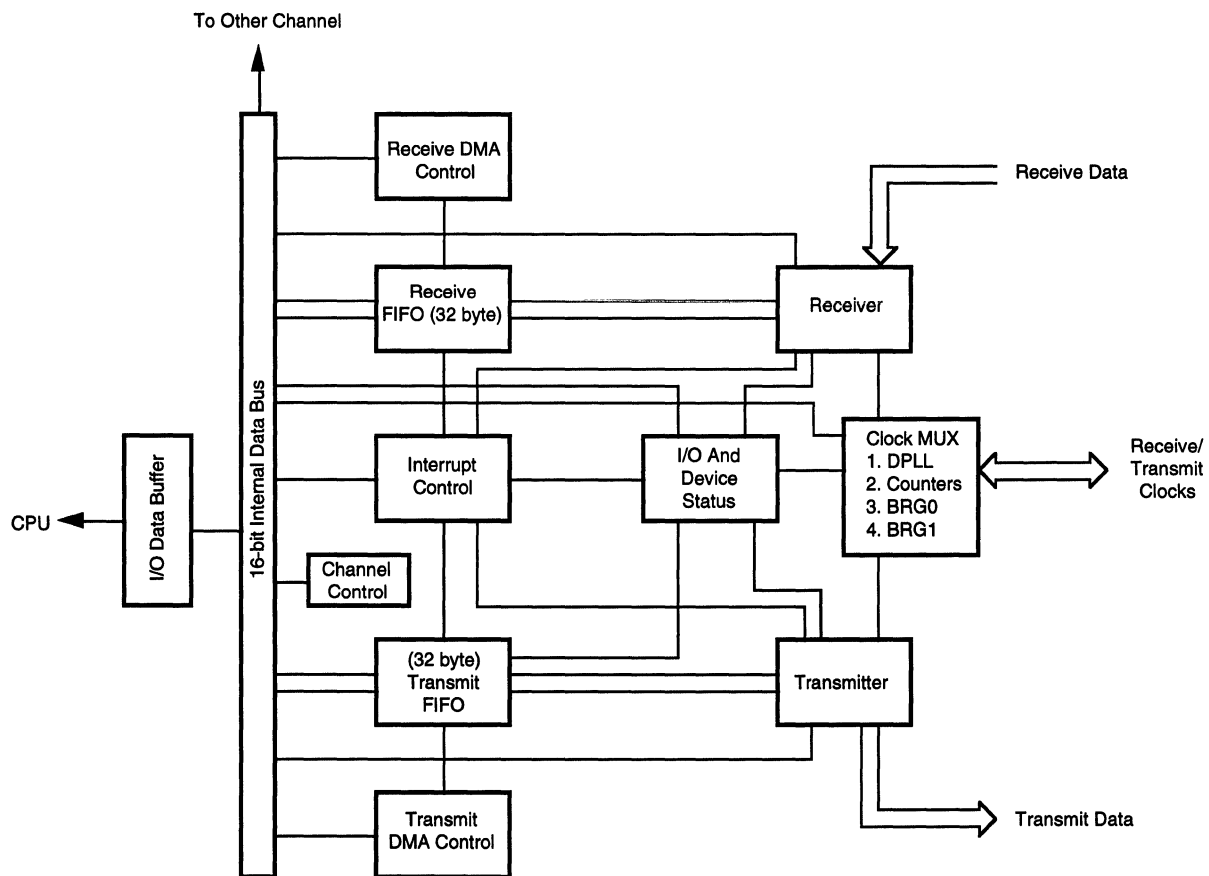 To Other Channel
Receive DMA
Control
Receive Data
Receive
FIFO (32 byte)
Receiver
16-bit Internal Data Bus
I/O Data Buffer
CPU
Interrupt
Control
I/O And
Device
Status
Clock MUX
1. DPLL
2. Counters
3. BRG0
4. BRG1
Receive/
Transmit
Clocks
Channel
Control
(32 byte)
Transmit
FIFO
Transmitter
Transmit
DMA Control
Transmit Data